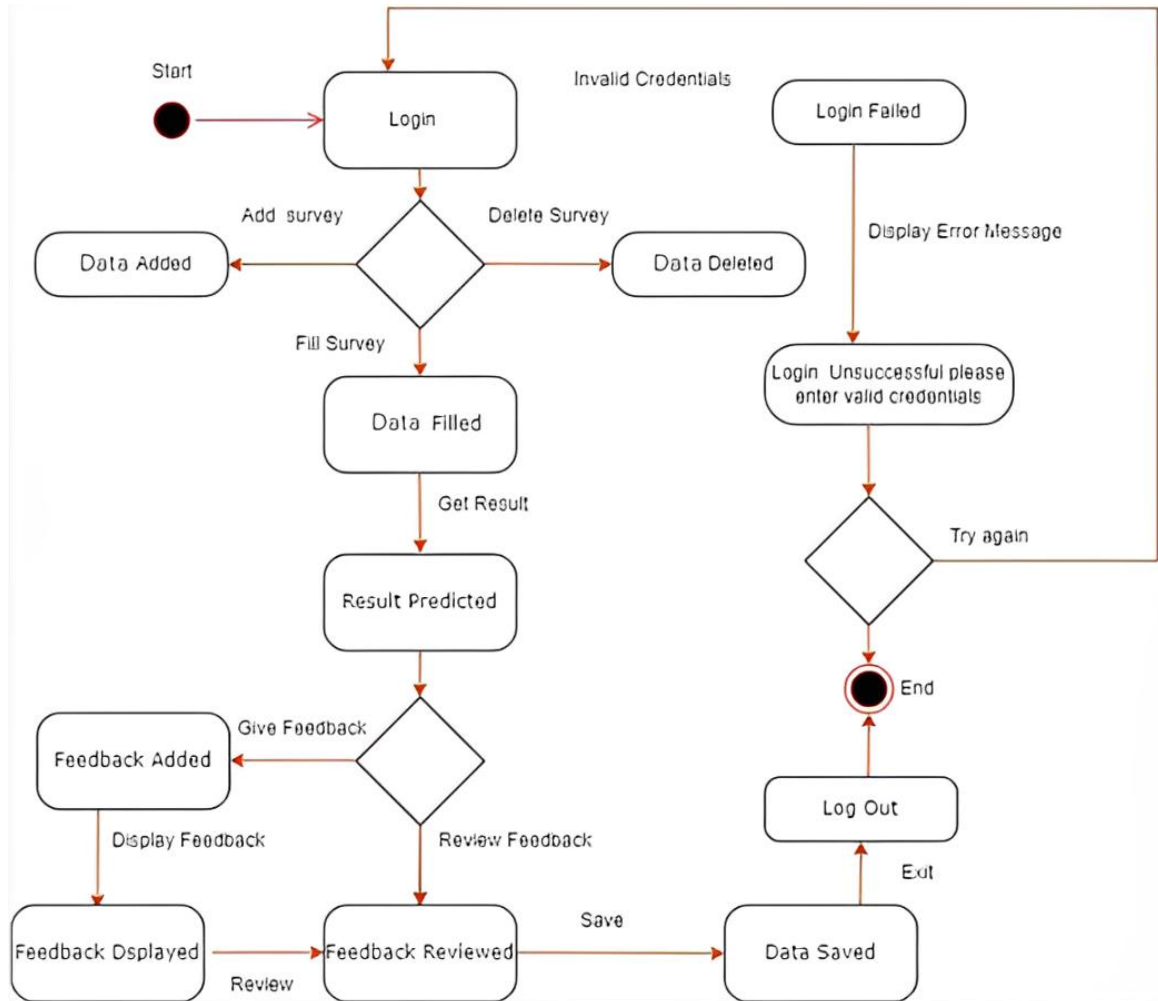 Start
Invalid Credentials
Login
Login Failed
Add survey
Delete Survey
Display Error Message
Data Added
Data Deleted
Fill Survey
Login Unsuccessful please
enter valid credentials
Data Filled
Get Result
Try again
Result Predicted
End
Give Feedback
Feedback Added
Log Out
Display Feedback
Review Feedback
Exit
Save
Feedback Dsplayed
Feedback Reviewed
Data Saved
Review